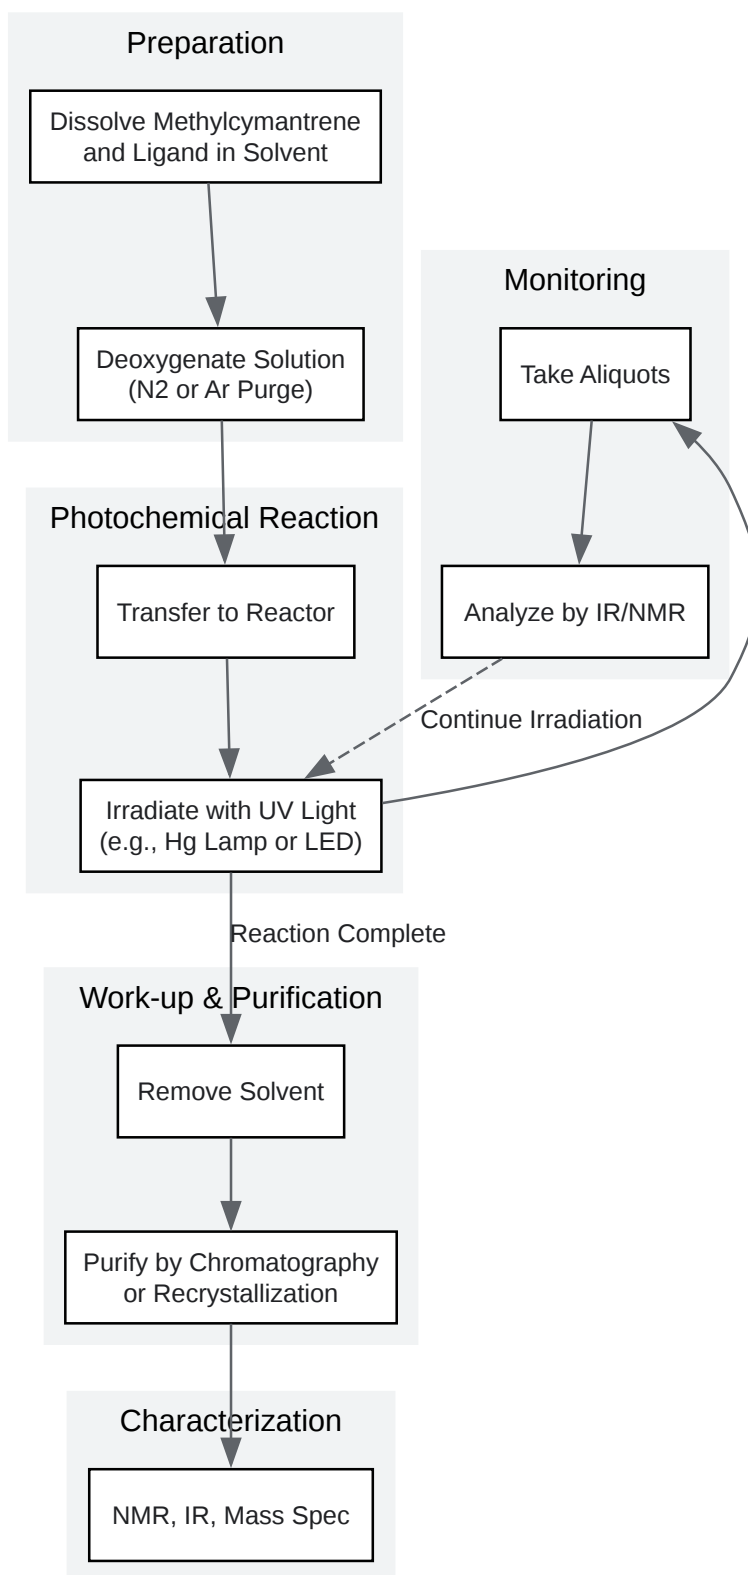 Preparation
Dissolve Methylcymantrene
and Ligand in Solvent
Deoxygenate Solution
(N2 or Ar Purge)
Monitoring
Take Aliquots
Analyze by IR/NMR
Continue Irradiation
Photochemical Reaction
Transfer to Reactor
Irradiate with UV Light
(e.g., Hg Lamp or LED)
Reaction Complete
Work-up & Purification
Remove Solvent
Purify by Chromatography
or Recrystallization
Characterization
NMR, IR, Mass Spec